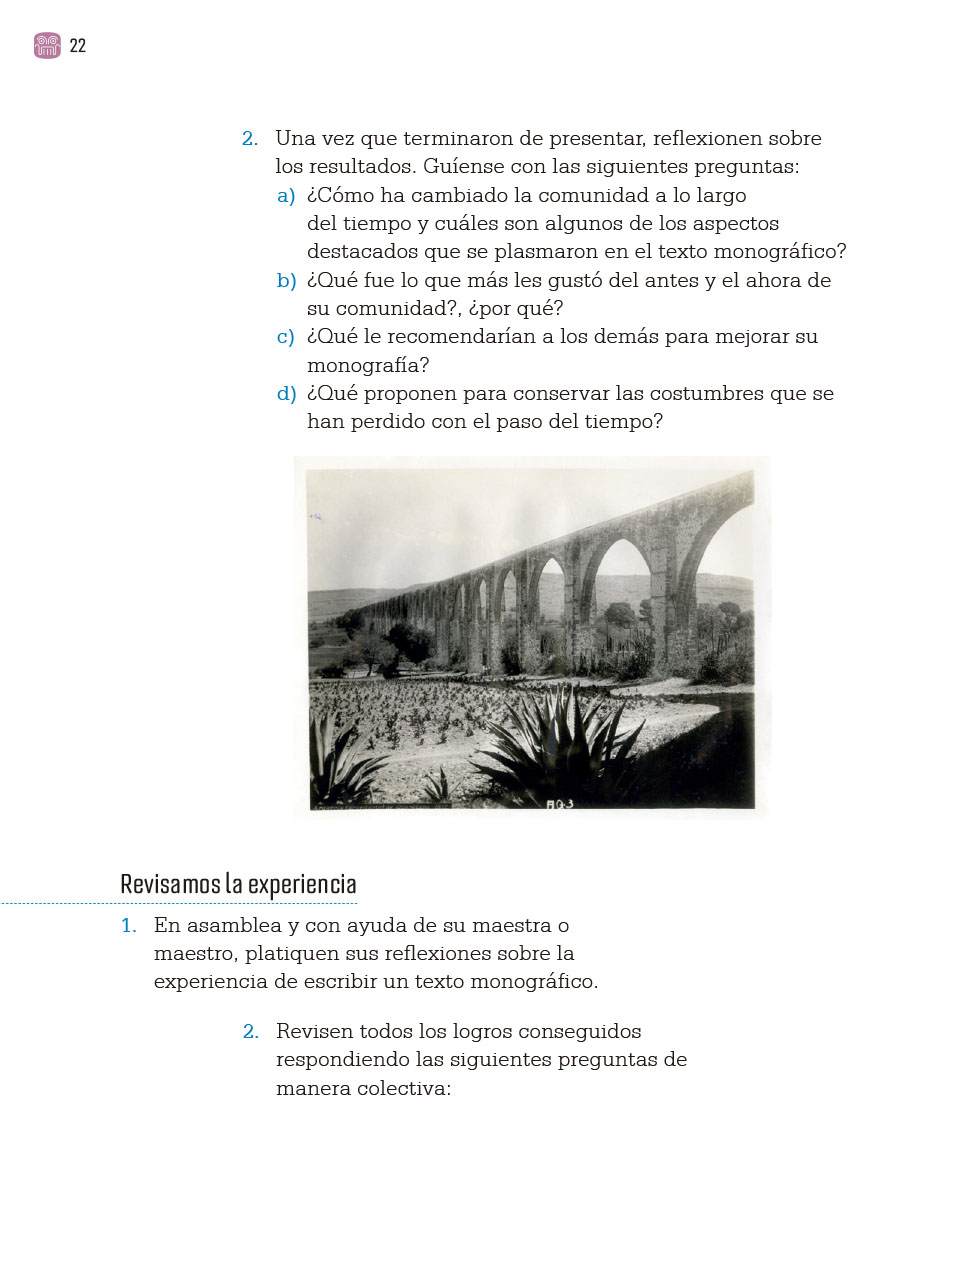 22
2. Una vez que terminaron de presentar, reflexionen sobre
los resultados. Guíense con las siguientes preguntas:
a) ¿Cómo ha cambiado la comunidad a lo largo
del tiempo y cuáles son algunos de los aspectos
destacados que se plasmaron en el texto monográfico?
b) ¿Qué fue lo que más les gustó del antes y el ahora de
su comunidad?, ¿por qué?
c) ¿Qué le recomendarían a los demás para mejorar su
monografía?
d) ¿Qué proponen para conservar las costumbres que se
han perdido con el paso del tiempo?
Revisamos la experiencia
1. En asamblea y con ayuda de su maestra o
maestro, platiquen sus reflexiones sobre la
experiencia de escribir un texto monográfico.
2. Revisen todos los logros conseguidos
respondiendo las siguientes preguntas de
manera colectiva: